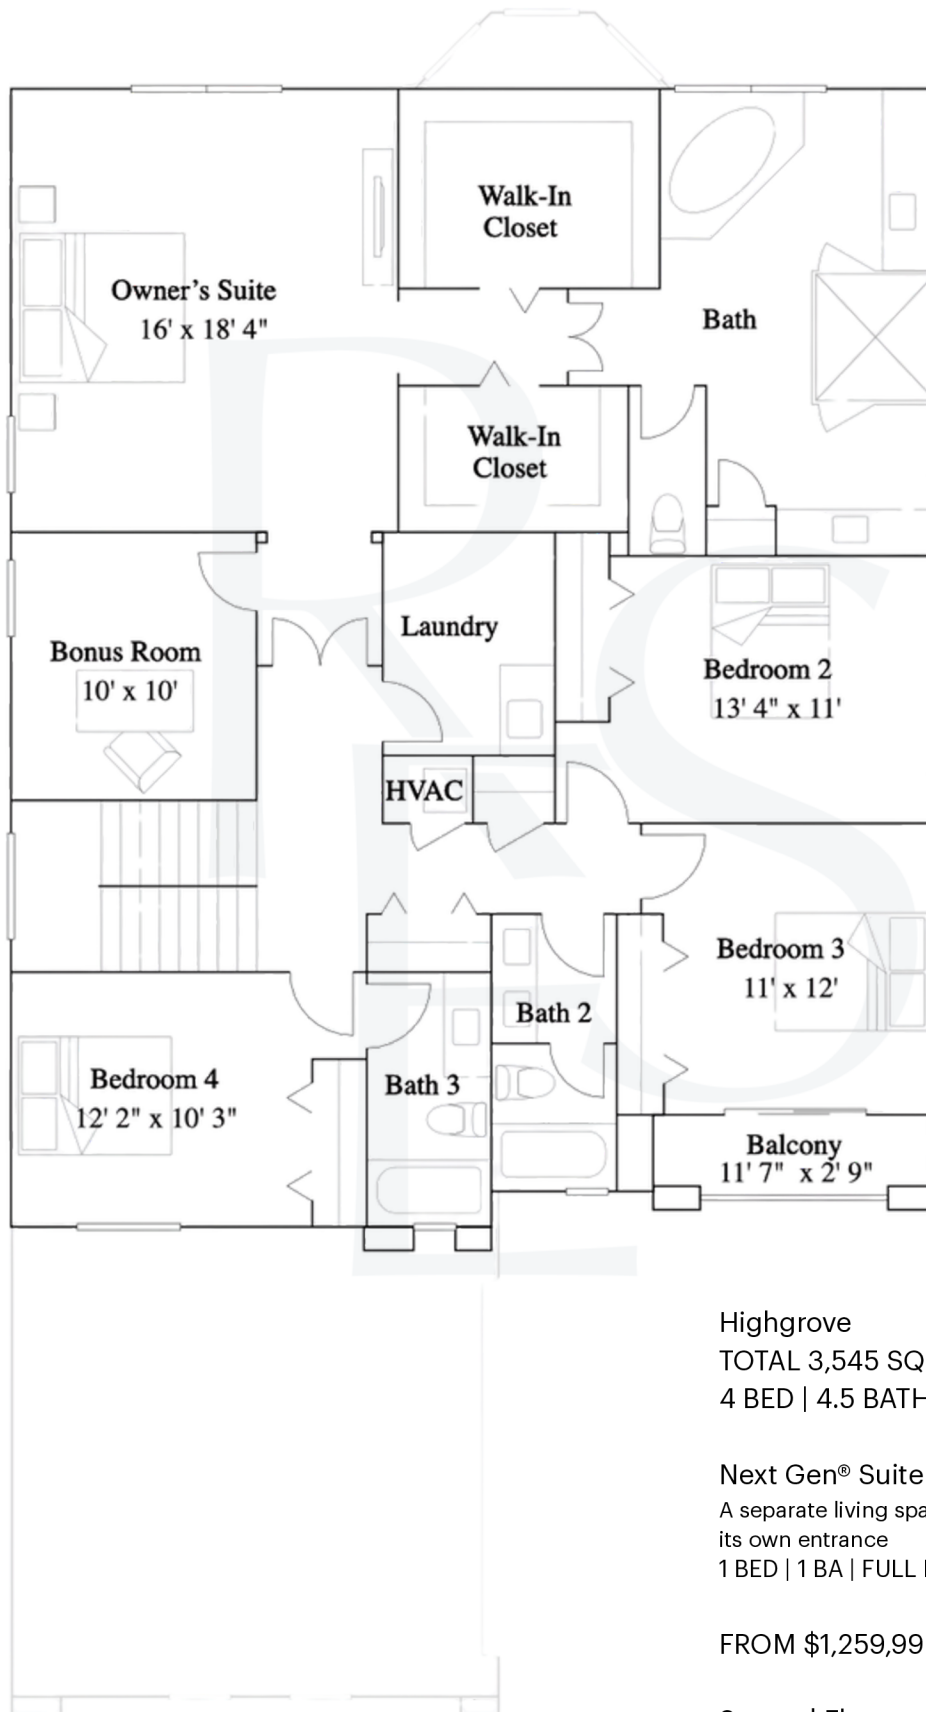 Walk-In
Closet
Owner's Suite
16' x 18' 4"
Bath
Walk-In
Closet
Laundry
Bonus Room
10' x 10'
Bedroom 2
13' 4" x 11'
HVAC
Bedroom 3
11' x 12'
Bath 2
Bedroom 4
12' 2" x 10' 3"
Bath 3
Balcony
11' 7" x 2' 9"
Highgrove
TOTAL 3,545 SQ
4 BED | 4.5 BATH
Next Gen® Suite
A separate living spa
its own entrance
1 BED | 1 BA | FULL
FROM $1,259,99